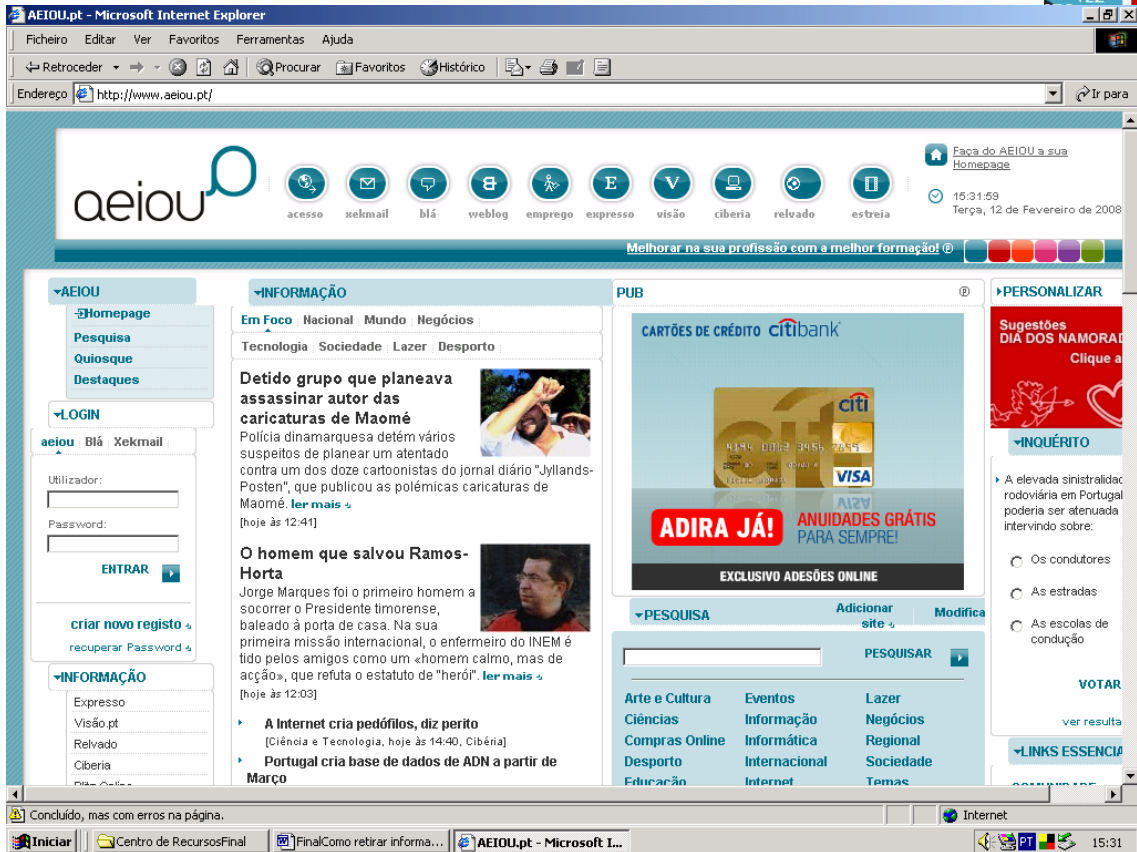 AEIOU.pt - Microsoft Internet Explorer
Ficheiro Editar Ver Favoritos Ferramentas Ajuda
Retroceder Procurar Favoritos Histórico
Endereço http://www.aeiou.pt/ Ir para
aeiou
acesso xekmail blá weblog emprego expresso visão ciberia relvado estreia
Faça do AEIOU a sua
Homepage
15:31:59
Terça, 12 de Fevereiro de 2008
Melhorar na sua profissão com a melhor formação!
AEIOU
Homepage
Pesquisa
Quiosque
Destaques
LOGIN
aeiou Blá Xekmail
Utilizador:
Password:
ENTRAR
criar novo registo
recuperar Password
INFORMAÇÃO
Expresso
Visão.pt
Relvado
Ciberia
Blitz Online
INFORMAÇÃO
Em Foco Nacional Mundo Negócios
Tecnologia Sociedade Lazer Desporto
Detido grupo que planeava
assassinar autor das
caricaturas de Maomé
Polícia dinamarquesa detém vários
suspeitos de planear um atentado
contra um dos doze cartoonistas do jornal diário "Jyllands-
Posten", que publicou as polémicas caricaturas de
Maomé. ler mais
[hoje às 12:41]
O homem que salvou Ramos-
Horta
Jorge Marques foi o primeiro homem a
socorrer o Presidente timorense,
baleado à porta de casa. Na sua
primeira missão internacional, o enfermeiro do INEM é
tido pelos amigos como um «homem calmo, mas de
acção», que refuta o estatuto de "herói". ler mais
[hoje às 12:03]
A Internet cria pedófilos, diz perito
[Ciência e Tecnologia, hoje às 14:40, Cibéria]
Portugal cria base de dados de ADN a partir de
Março
PUB
CARTÕES DE CRÉDITO citibank
citi
VISA
ADIRA JÁ!
ANUIDADES GRÁTIS
PARA SEMPRE!
EXCLUSIVO ADESÕES ONLINE
PESQUISA
Adicionar
site
Modifica
PESQUISAR
Arte e Cultura Eventos Lazer
Ciências Informação Negócios
Compras Online Informática Regional
Desporto Internacional Sociedade
Educação Internet Temas
PERSONALIZAR
Sugestões
DIA DOS NAMORAD
Clique a
INQUÉRITO
A elevada sinistralidad
rodoviária em Portugal
poderia ser atenuada
intervindo sobre:
Os condutores
As estradas
As escolas de
condução
VOTAR
ver resulta
LINKS ESSENCIA
Concluído, mas com erros na página.
Internet
Iniciar Centro de RecursosFinal FinalComo retirar informa... AEIOU.pt - Microsoft I... PT 15:31